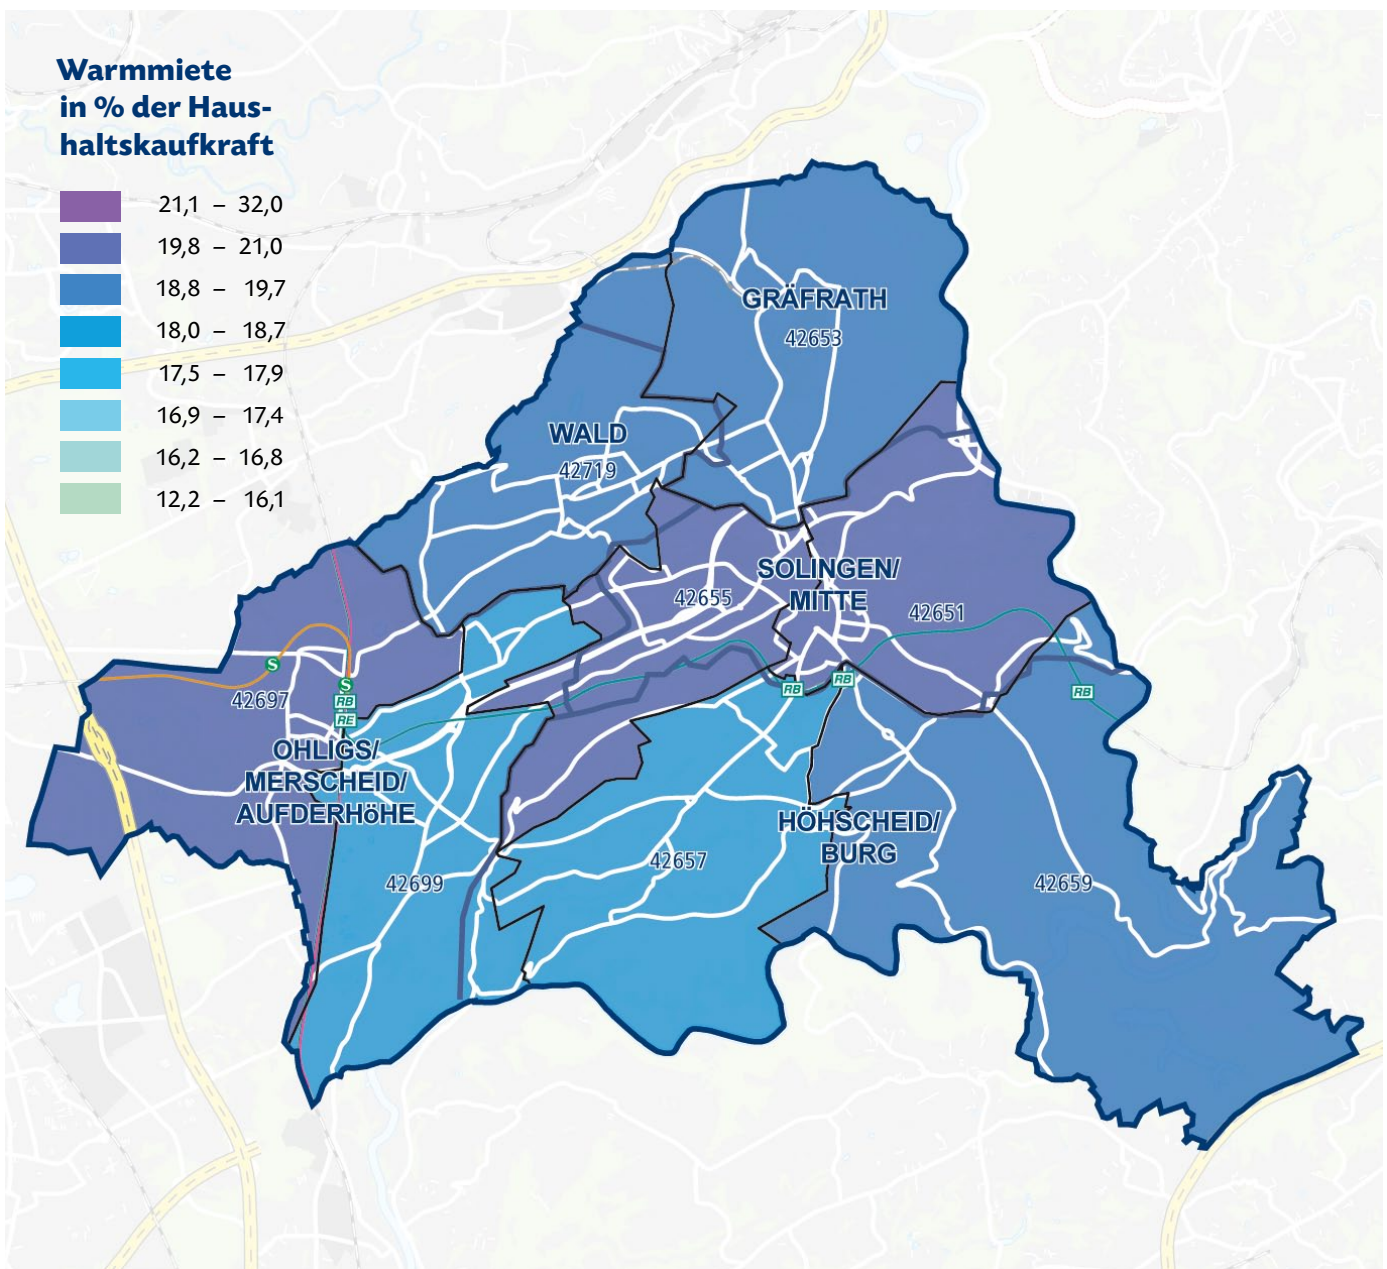 Warmmiete
in % der Haus-
haltskaufkraft
21,1 – 32,0
19,8 – 21,0
18,8 – 19,7
18,0 – 18,7
17,5 – 17,9
16,9 – 17,4
16,2 – 16,8
12,2 – 16,1
GRÄFRATH
42653
WALD
42719
SOLINGEN/
MITTE
42655
42651
S
S
RB
RE
RB
RB
RB
42697
OHLIGS/
MERSCHEID/
AUFDERHöHE
HÖHSCHEID/
BURG
42657
42699
42659